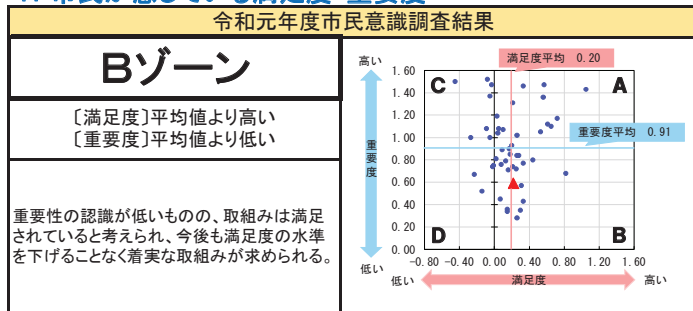 令和元年度市民意識調査結果
Bゾーン
〔満足度〕平均値より高い
〔重要度〕平均値より低い
重要性の認識が低いものの、取組みは満足
されていると考えられ、今後も満足度の水準
を下げることなく着実な取組みが求められる。
満足度平均 0.20
高い
重要度
低い
1.60
1.40
1.20
1.00
0.80
0.60
0.40
0.20
0.00
C
A
重要度平均 0.91
D
B
-0.80 -0.40 0.00 0.40 0.80 1.20 1.60
低い
満足度
高い